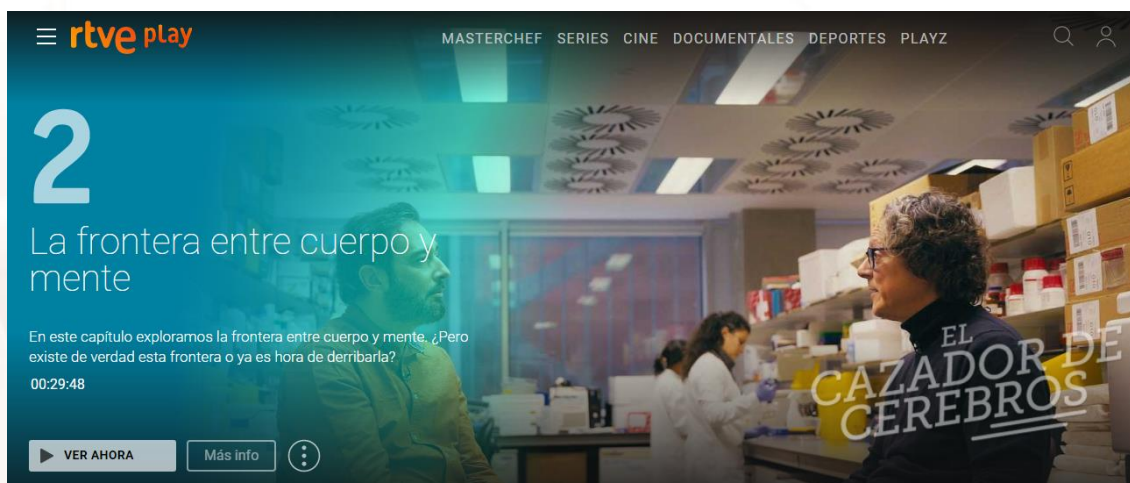 rtve play
MASTERCHEF SERIES CINE DOCUMENTALES DEPORTES PLAYZ
2
La frontera entre cuerpo y
mente
En este capítulo exploramos la frontera entre cuerpo y mente. ¿Pero
existe de verdad esta frontera o ya es hora de derribarla?
00:29:48
VER AHORA
Más info
EL
CAZADOR DE
CEREBROS